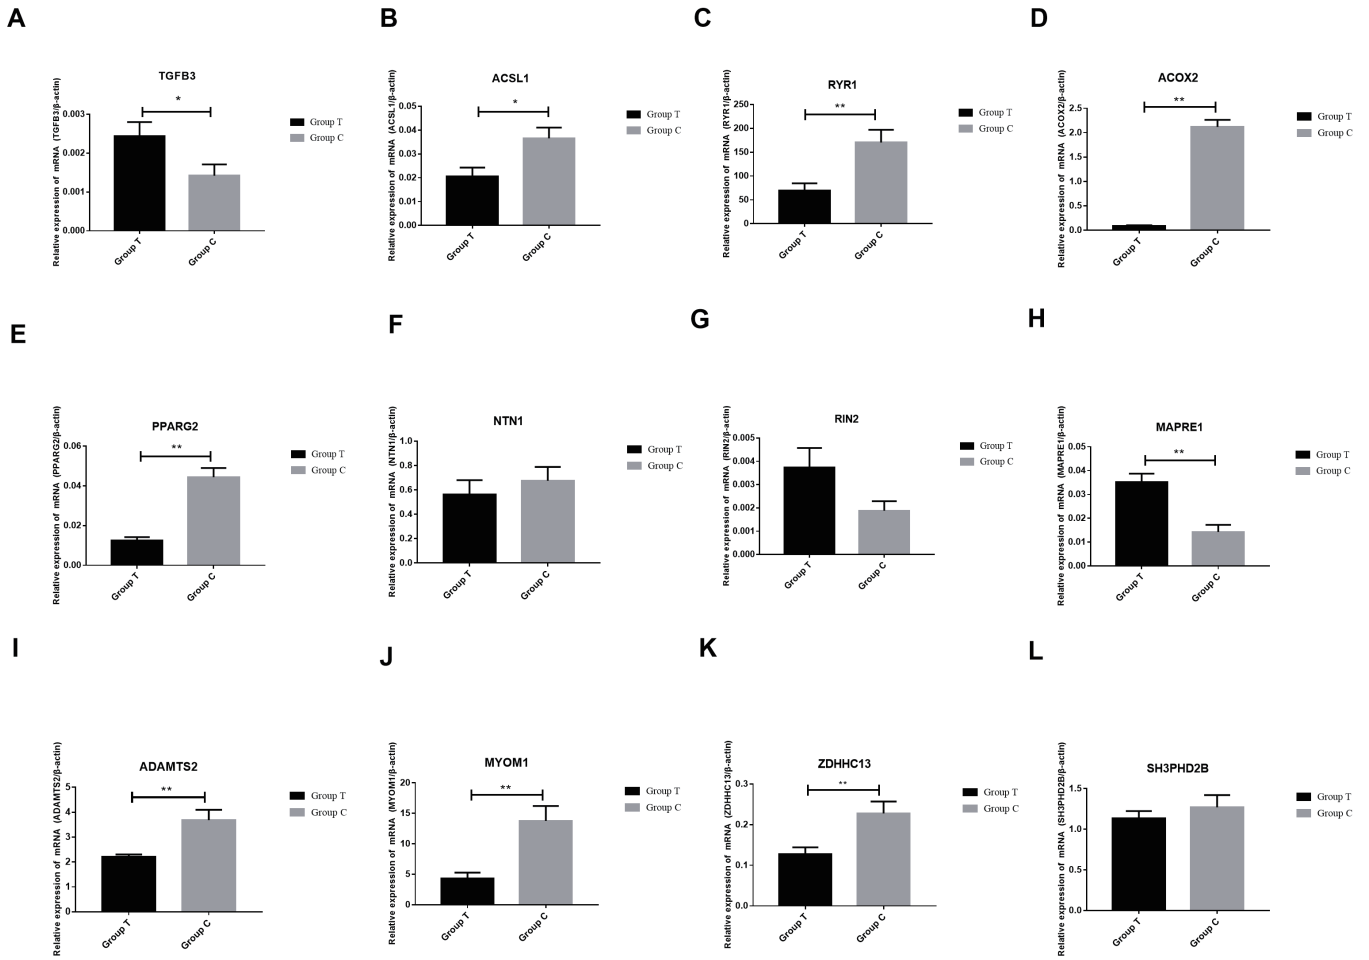 A
TGFB3
Relative expression of mRNA (TGFB3/β-actin)
*
0.003
0.002
0.001
0.000
Group T
Group C
Group T
Group C
B
ACSL1
Relative expression of mRNA (ACSL1/β-actin)
*
0.05
0.04
0.03
0.02
0.01
0.00
Group T
Group C
Group T
Group C
C
RYR1
Relative expression of mRNA (RYR1/β-actin)
**
250
200
150
100
50
0
Group T
Group C
Group T
Group C
D
ACOX2
Relative expression of mRNA (ACOX2/β-actin)
**
2.5
2.0
1.5
1.0
0.5
0.0
Group T
Group C
Group T
Group C
E
PPARG2
Relative expression of mRNA (PPARG2/β-actin)
**
0.06
0.04
0.02
0.00
Group T
Group C
Group T
Group C
F
NTN1
Relative expression of mRNA (NTN1/β-actin)
1.0
0.8
0.6
0.4
0.2
0.0
Group T
Group C
Group T
Group C
G
RIN2
Relative expression of mRNA (RIN2/β-actin)
0.005
0.004
0.003
0.002
0.001
0.000
Group T
Group C
Group T
Group C
H
MAPRE1
Relative expression of mRNA (MAPRE1/β-actin)
**
0.05
0.04
0.03
0.02
0.01
0.00
Group T
Group C
Group T
Group C
I
ADAMTS2
Relative expression of mRNA (ADAMTS2/β-actin)
**
5
4
3
2
1
0
Group T
Group C
Group T
Group C
J
MYOM1
Relative expression of mRNA (MYOM1/β-actin)
**
20
15
10
5
0
Group T
Group C
Group T
Group C
K
ZDHHC13
Relative expression of mRNA (ZDHHC13/β-actin)
**
0.3
0.2
0.1
0.0
Group T
Group C
Group T
Group C
L
SH3PHD2B
Relative expression of mRNA (SH3PHD2B/β-actin)
1.5
1.0
0.5
0.0
Group T
Group C
Group T
Group C